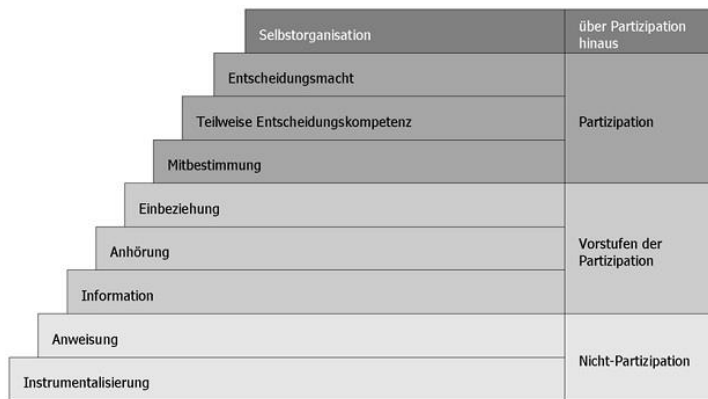 Selbstorganisation
über Partizipation
hinaus
Entscheidungsmacht
Teilweise Entscheidungskompetenz
Partizipation
Mitbestimmung
Einbeziehung
Anhörung
Vorstufen der
Partizipation
Information
Anweisung
Nicht-Partizipation
Instrumentalisierung